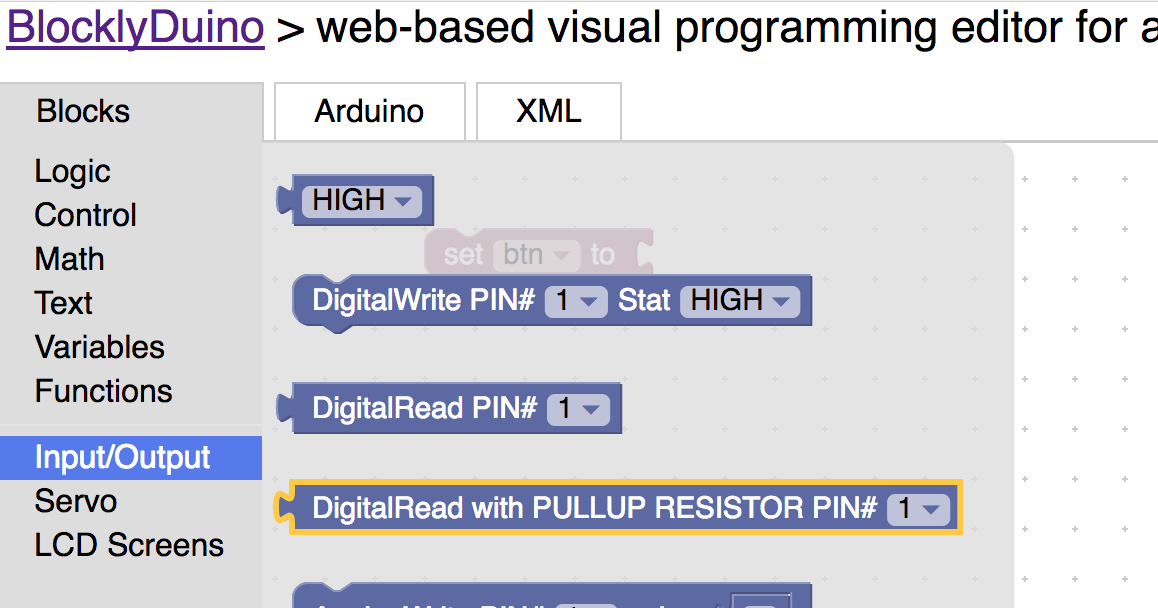 BlocklyDuino > web-based visual programming editor for a
Blocks
Arduino
XML
Logic
Control
Math
Text
Variables
Functions
Input/Output
Servo
LCD Screens
HIGH
set btn to
DigitalWrite PIN# 1 Stat HIGH
DigitalRead PIN# 1
DigitalRead with PULLUP RESISTOR PIN# 1